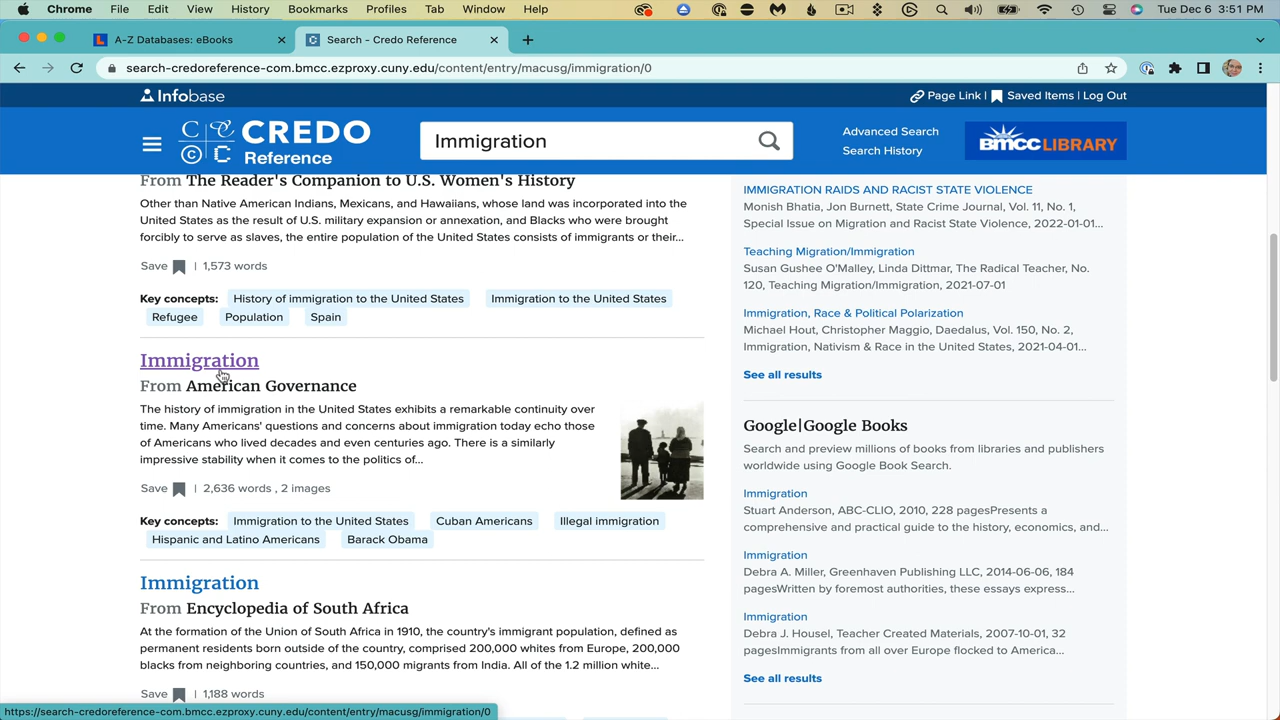 Chrome File Edit View History Bookmarks Profiles Tab Window Help Tue Dec 6 3:51 PM
A-Z Databases: eBooks
Search - Credo Reference
search-credoreference-com.bmcc.ezproxy.cuny.edu/content/entry/macusg/immigration/0
Infobase
Page Link | Saved Items | Log Out
CREDO
Reference
Immigration
Advanced Search
Search History
BMCC LIBRARY
From The Reader's Companion to U.S. Women's History
Other than Native American Indians, Mexicans, and Hawaiians, whose land was incorporated into the
United States as the result of U.S. military expansion or annexation, and Blacks who were brought
forcibly to serve as slaves, the entire population of the United States consists of immigrants or their...
Save | 1,573 words
Key concepts: History of immigration to the United States Immigration to the United States
Refugee Population Spain
Immigration
From American Governance
The history of immigration in the United States exhibits a remarkable continuity over
time. Many Americans' questions and concerns about immigration today echo those
of Americans who lived decades and even centuries ago. There is a similarly
impressive stability when it comes to the politics of...
Save | 2,636 words , 2 images
Key concepts: Immigration to the United States Cuban Americans Illegal immigration
Hispanic and Latino Americans Barack Obama
Immigration
From Encyclopedia of South Africa
At the formation of the Union of South Africa in 1910, the country's immigrant population, defined as
permanent residents born outside of the country, comprised 200,000 whites from Europe, 200,000
blacks from neighboring countries, and 150,000 migrants from India. All of the 1.2 million white...
Save | 1,188 words
IMMIGRATION RAIDS AND RACIST STATE VIOLENCE
Monish Bhatia, Jon Burnett, State Crime Journal, Vol. 11, No. 1,
Special Issue on Migration and Racist State Violence, 2022-01-01...
Teaching Migration/Immigration
Susan Gushee O'Malley, Linda Dittmar, The Radical Teacher, No.
120, Teaching Migration/Immigration, 2021-07-01
Immigration, Race & Political Polarization
Michael Hout, Christopher Maggio, Daedalus, Vol. 150, No. 2,
Immigration, Nativism & Race in the United States, 2021-04-01...
See all results
Google|Google Books
Search and preview millions of books from libraries and publishers
worldwide using Google Book Search.
Immigration
Stuart Anderson, ABC-CLIO, 2010, 228 pagesPresents a
comprehensive and practical guide to the history, economics, and...
Immigration
Debra A. Miller, Greenhaven Publishing LLC, 2014-06-06, 184
pagesWritten by foremost authorities, these essays express...
Immigration
Debra J. Housel, Teacher Created Materials, 2007-10-01, 32
pagesImmigrants from all over Europe flocked to America...
See all results
https://search-credoreference-com.bmcc.ezproxy.cuny.edu/content/entry/macusg/immigration/0